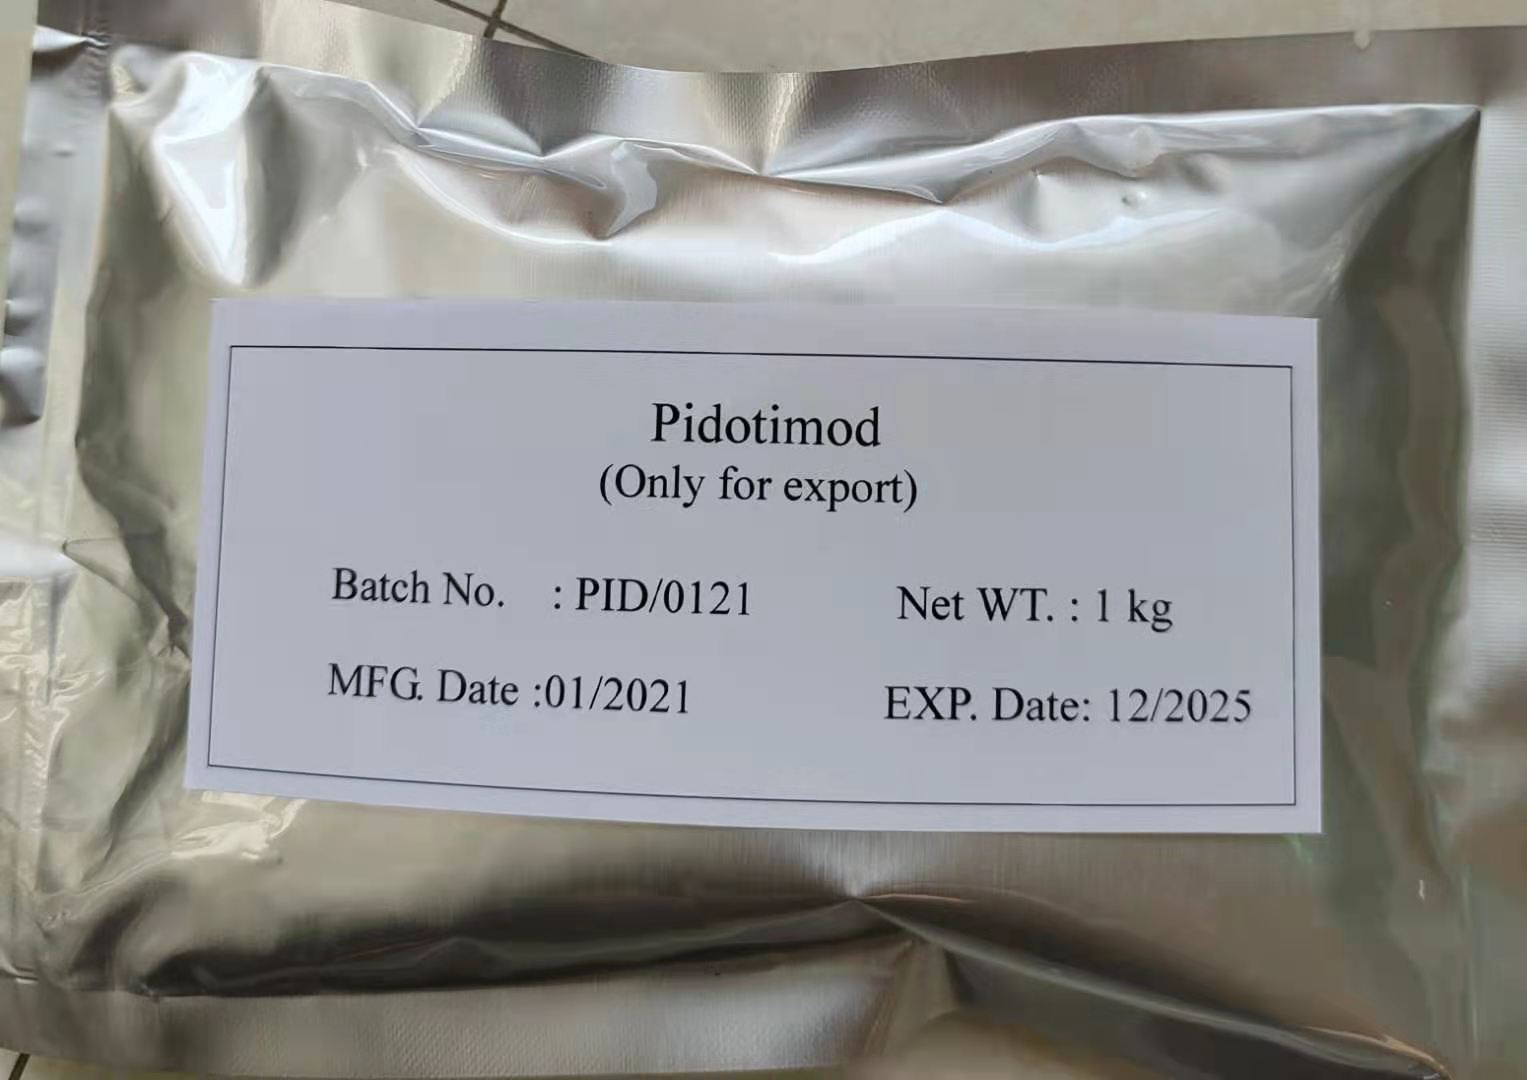 Pidotimod
(Only for export)
Batch No. : PID/0121 Net WT. : 1 kg
MFG. Date :01/2021 EXP. Date: 12/2025